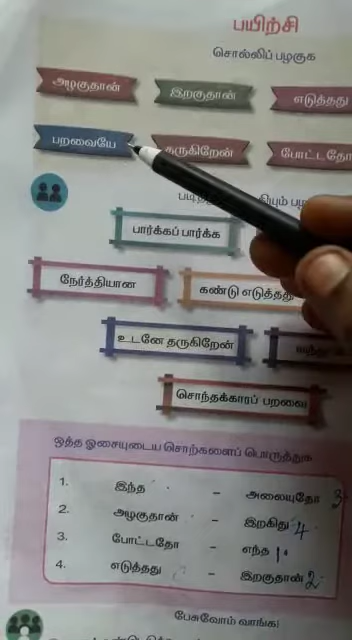 பயிற்சி
சொல்லிப் பழகுக
அழகுதான் இறகுதான் எடுத்தது
பறவையே தருகிறேன் போட்டதோ
பார்க்கப் பார்க்க
நேர்த்தியான கண்டு எடுத்தது
உடனே தருகிறேன்
சொந்தக்காரப் பறவை
ஒத்த ஓசையுடைய சொற்களைப் பொருத்துக
1. இந்த - அலையுதோ 3
2. அழுகுதான் - இறகிது 4
3. போட்டதோ - எந்த 1
4. எடுத்தது - இறகுதான் 2
பேசுவோம் வாங்க!